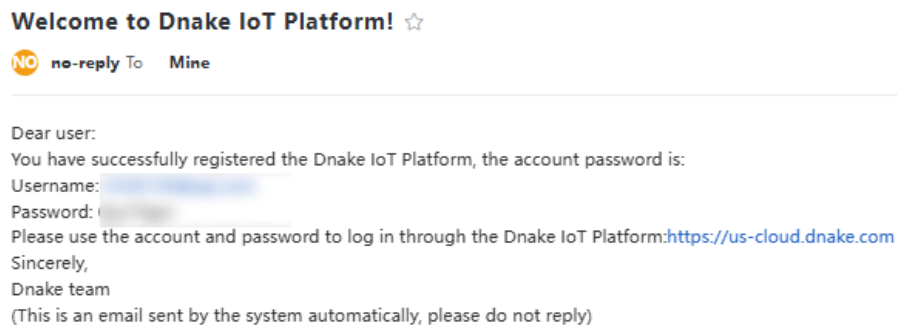 Welcome to Dnake IoT Platform!
NO no-reply To Mine
Dear user:
You have successfully registered the Dnake IoT Platform, the account password is:
Username:
Password:
Please use the account and password to log in through the Dnake IoT Platform:https://us-cloud.dnake.com
Sincerely,
Dnake team
(This is an email sent by the system automatically, please do not reply)